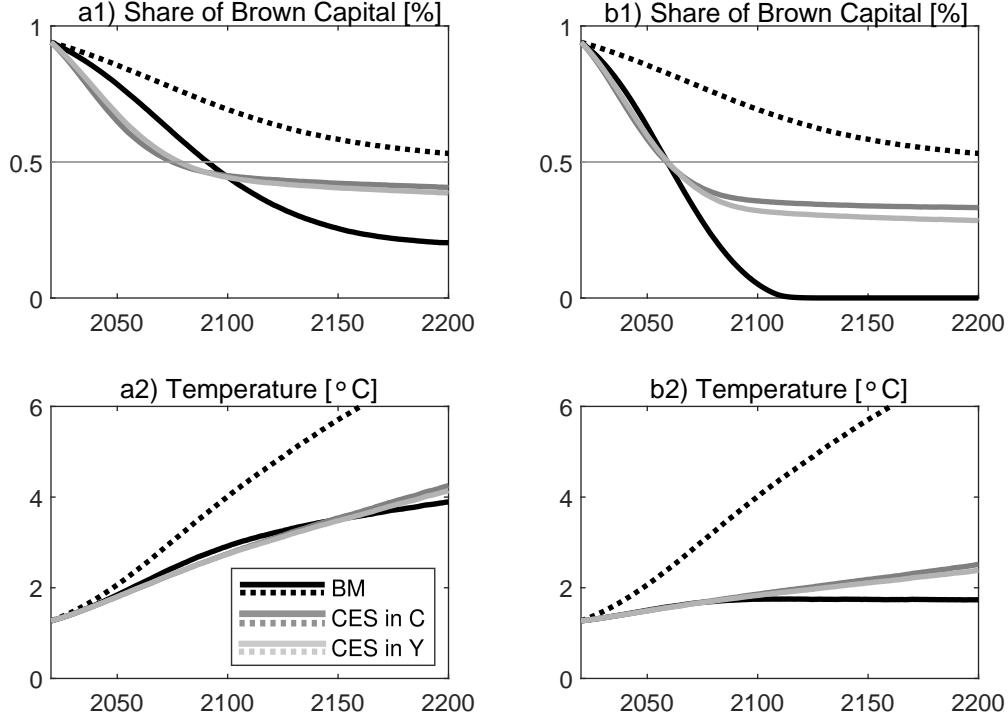 a1) Share of Brown Capital [%]
1
0.5
0
2050 2100 2150 2200
b1) Share of Brown Capital [%]
1
0.5
0
2050 2100 2150 2200
a2) Temperature [°C]
6
4
2
0
2050 2100 2150 2200
BM
CES in C
CES in Y
b2) Temperature [°C]
6
4
2
0
2050 2100 2150 2200